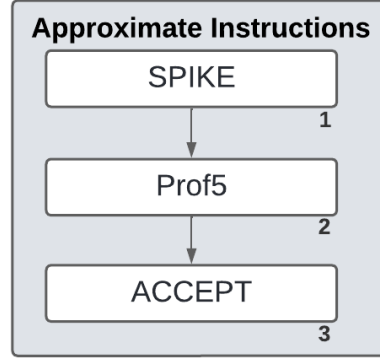 Approximate Instructions
SPIKE
1
Prof5
2
ACCEPT
3